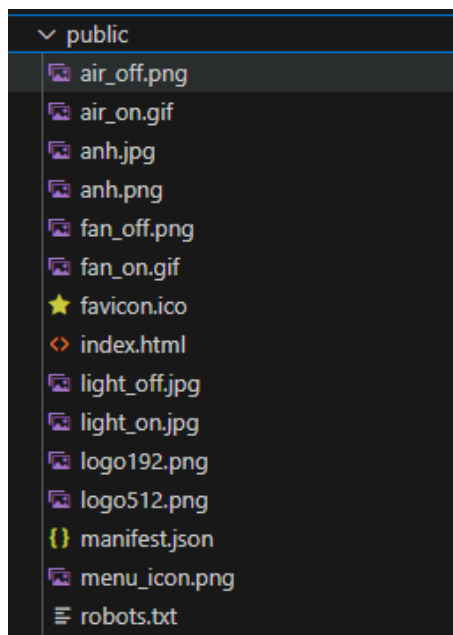 public
air_off.png
air_on.gif
anh.jpg
anh.png
fan_off.png
fan_on.gif
favicon.ico
index.html
light_off.jpg
light_on.jpg
logo192.png
logo512.png
manifest.json
menu_icon.png
robots.txt